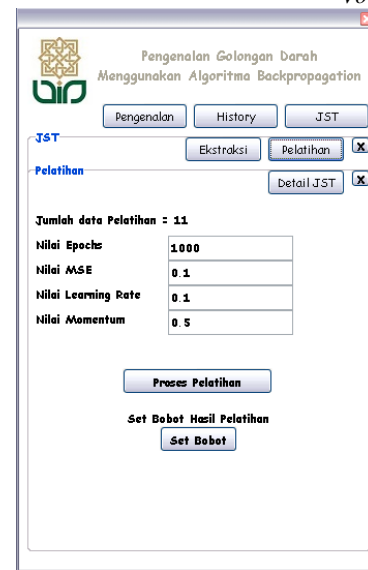 Pengenalan Golongan Darah
Menggunakan Algoritma Backpropagation
uin
Pengenalan History JST
JST
Ekstraksi Pelatihan X
Pelatihan
Detail JST X
Jumlah data Pelatihan = 11
Nilai Epochs 1000
Nilai MSE 0.1
Nilai Learning Rate 0.1
Nilai Momentum 0.5
Proses Pelatihan
Set Bobot Hasil Pelatihan
Set Bobot